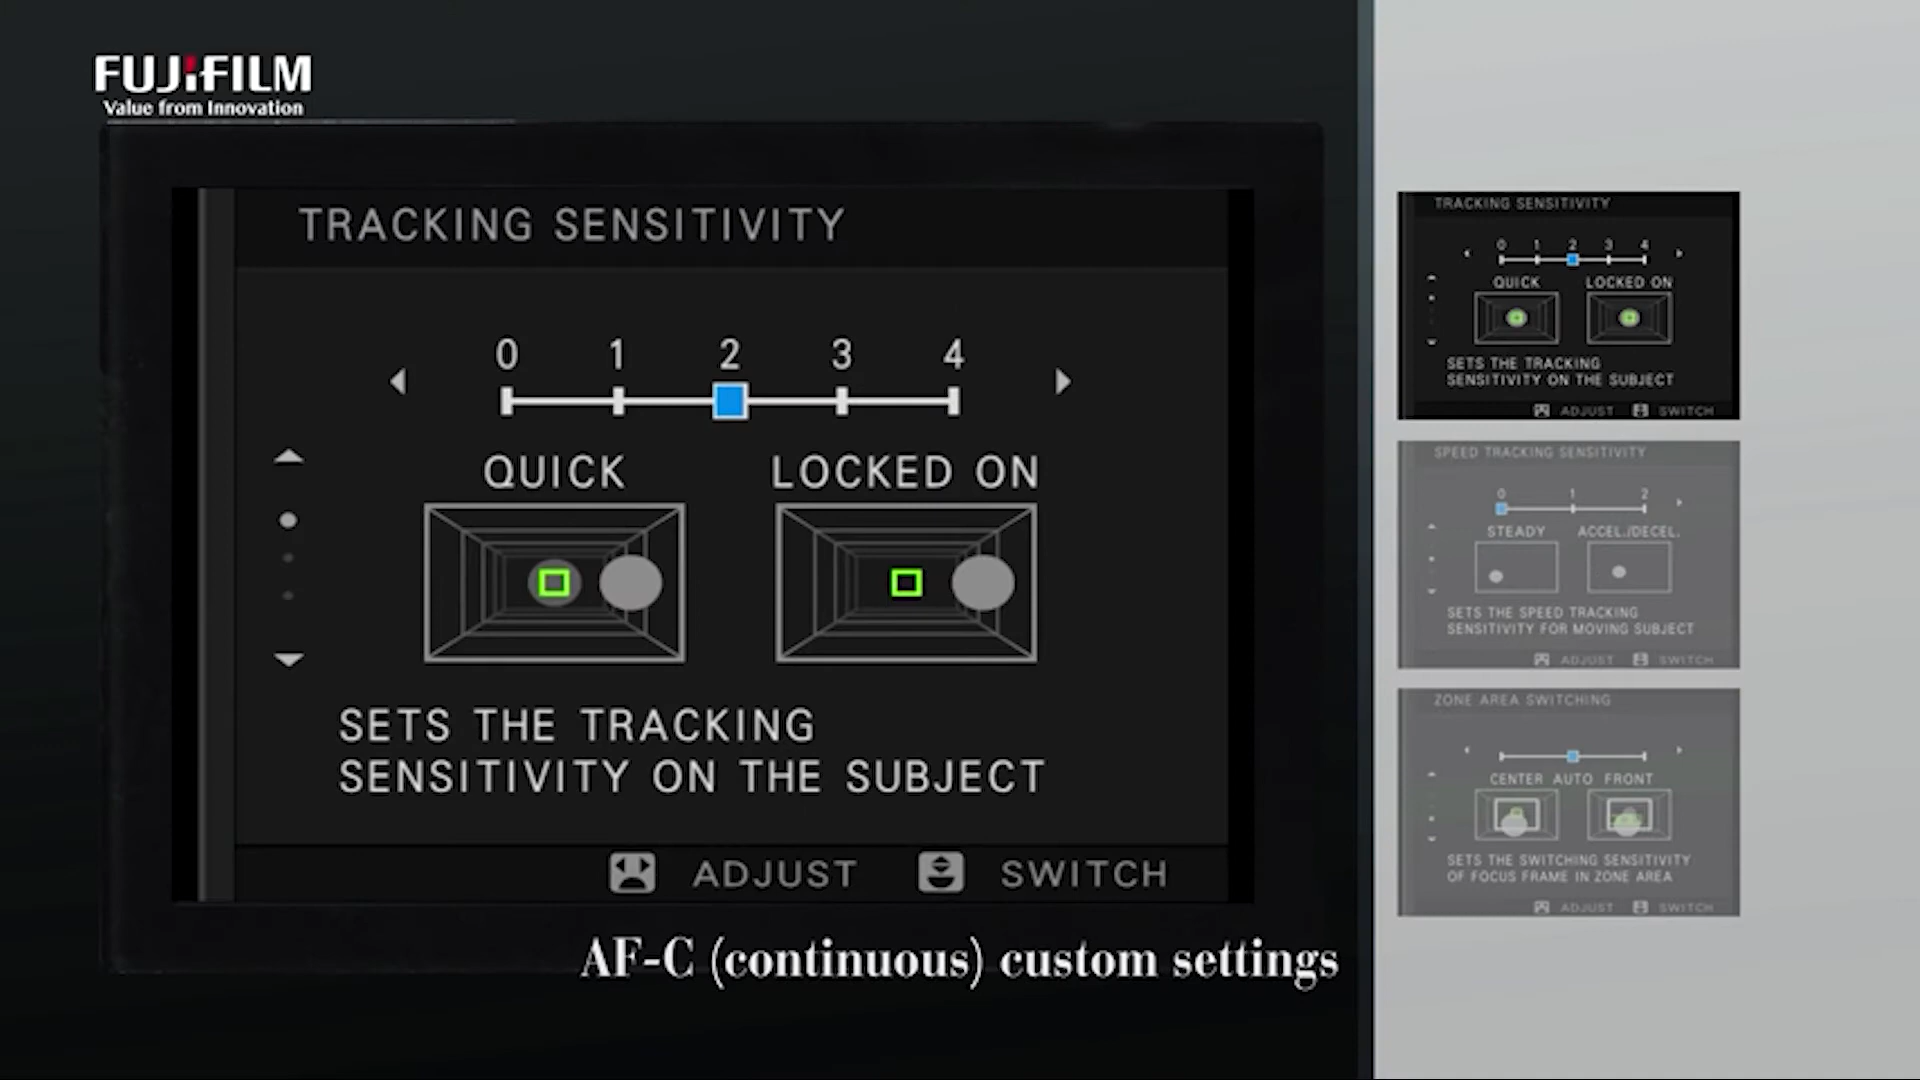 FUJIFILM
Value from Innovation
TRACKING SENSITIVITY
0 1 2 3 4
QUICK LOCKED ON
SETS THE TRACKING
SENSITIVITY ON THE SUBJECT
ADJUST SWITCH
AF-C (continuous) custom settings
TRACKING SENSITIVITY
0 1 2 3 4
QUICK LOCKED ON
SETS THE TRACKING
SENSITIVITY ON THE SUBJECT
ADJUST SWITCH
SPEED TRACKING SENSITIVITY
0 1 2
STEADY ACCEL./DECEL.
SETS THE SPEED TRACKING
SENSITIVITY FOR MOVING SUBJECT
ADJUST SWITCH
ZONE AREA SWITCHING
CENTER AUTO FRONT
SETS THE SWITCHING SENSITIVITY
OF FOCUS FRAME IN ZONE AREA
ADJUST SWITCH